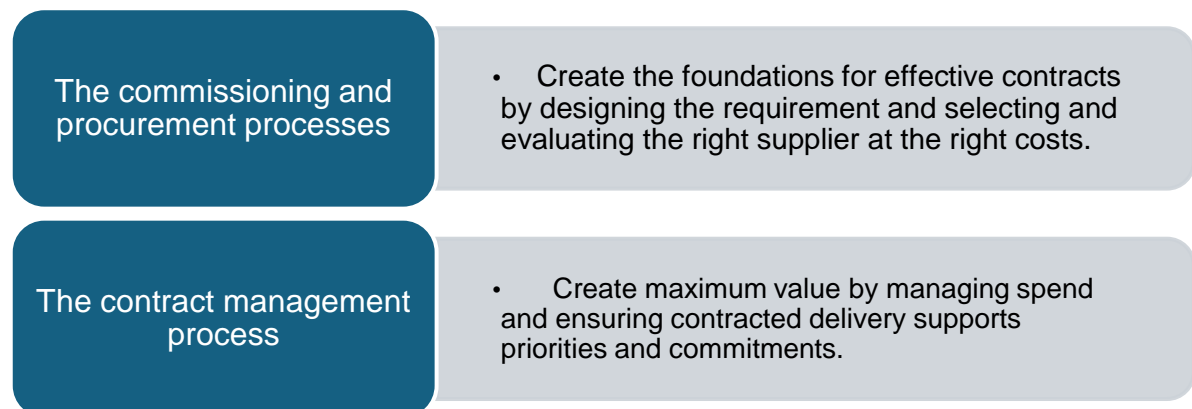 The commissioning and
procurement processes
• Create the foundations for effective contracts
by designing the requirement and selecting and
evaluating the right supplier at the right costs.
The contract management
process
• Create maximum value by managing spend
and ensuring contracted delivery supports
priorities and commitments.